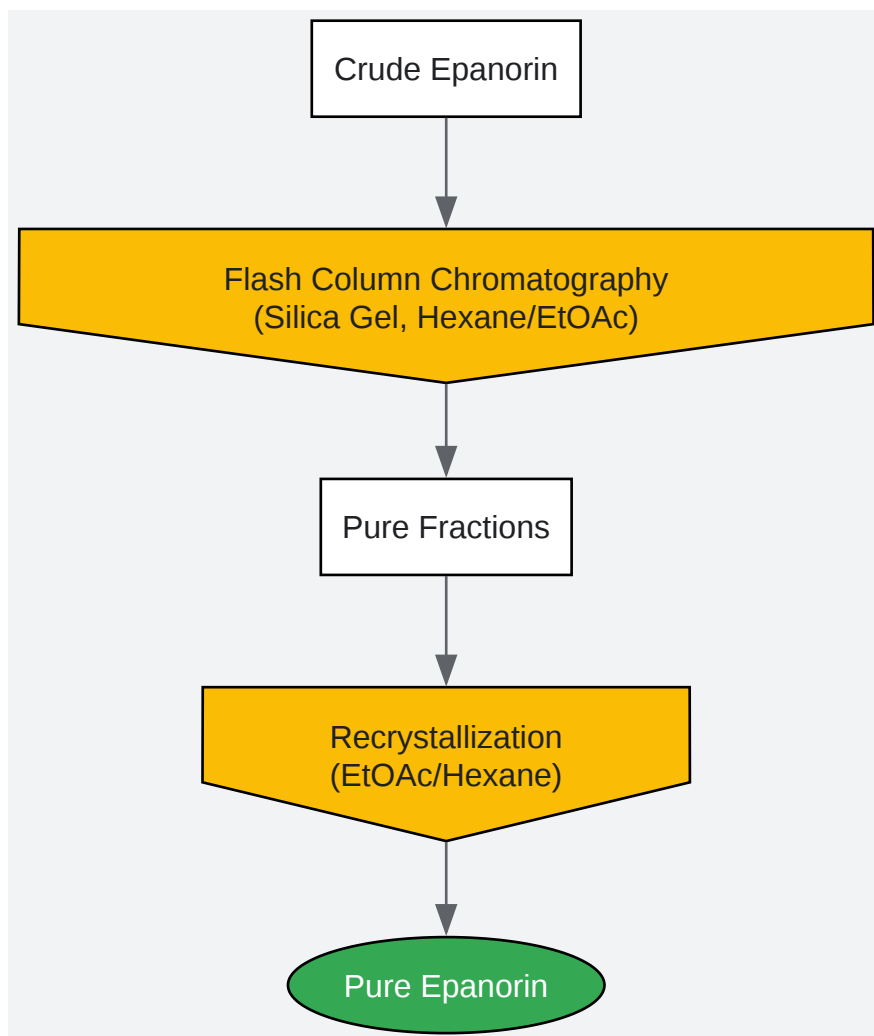 Crude Epanorin
Flash Column Chromatography
(Silica Gel, Hexane/EtOAc)
Pure Fractions
Recrystallization
(EtOAc/Hexane)
Pure Epanorin